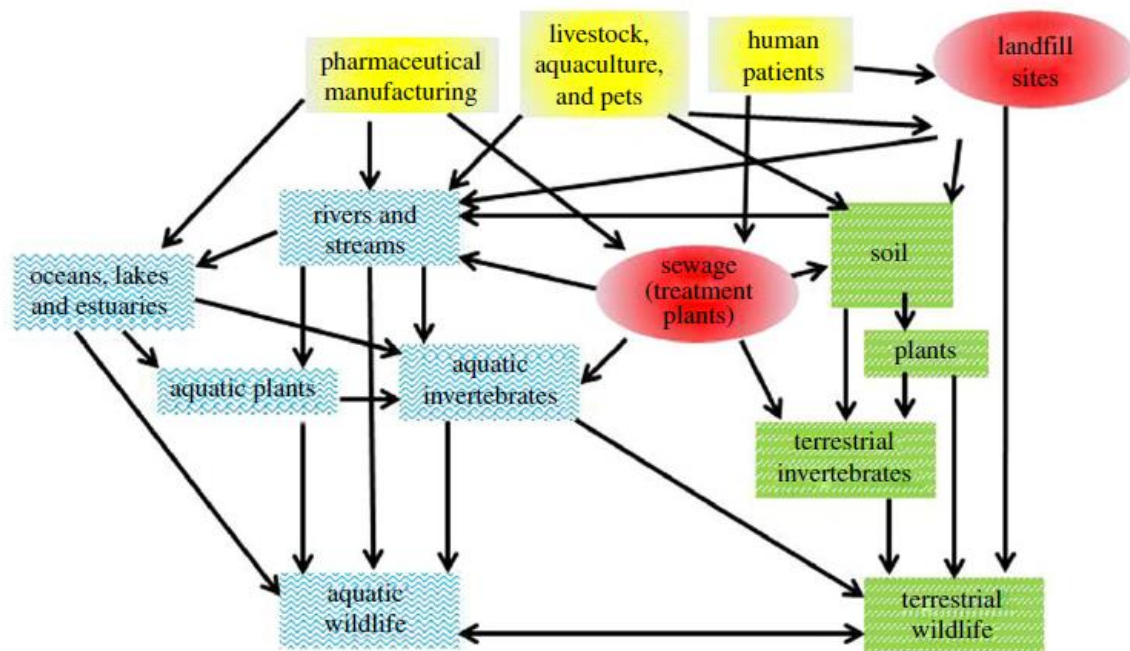 pharmaceutical
manufacturing
livestock,
aquaculture,
and pets
human
patients
landfill
sites
rivers and
streams
oceans, lakes
and estuaries
sewage
(treatment
plants)
soil
plants
aquatic plants
aquatic
invertebrates
terrestrial
invertebrates
aquatic
wildlife
terrestrial
wildlife